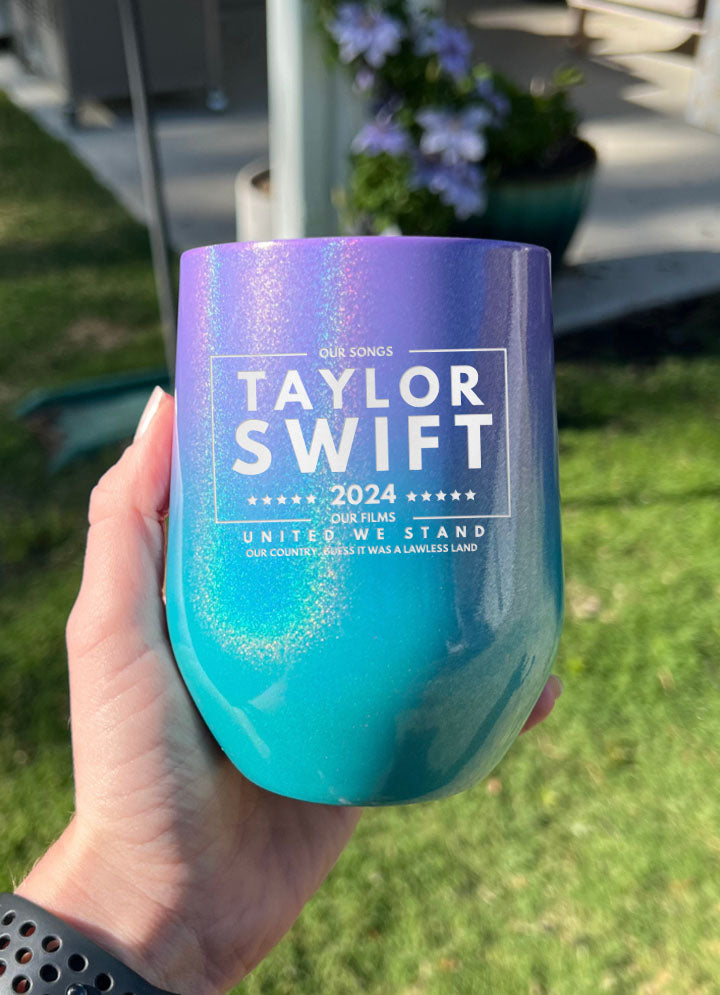 OUR SONGS
TAYLOR
SWIFT
★★★★★ 2024 ★★★★★
OUR FILMS
UNITED WE STAND
OUR COUNTRY, GUESS IT WAS A LAWLESS LAND